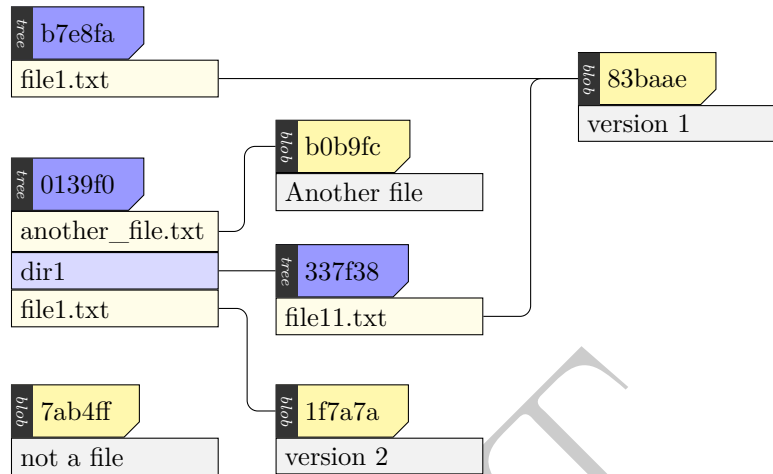 tree b7e8fa
file1.txt
blob 83baae
version 1
blob b0b9fc
Another file
tree 0139f0
another_file.txt
dir1
file1.txt
tree 337f38
file11.txt
blob 7ab4ff
not a file
blob 1f7a7a
version 2
T